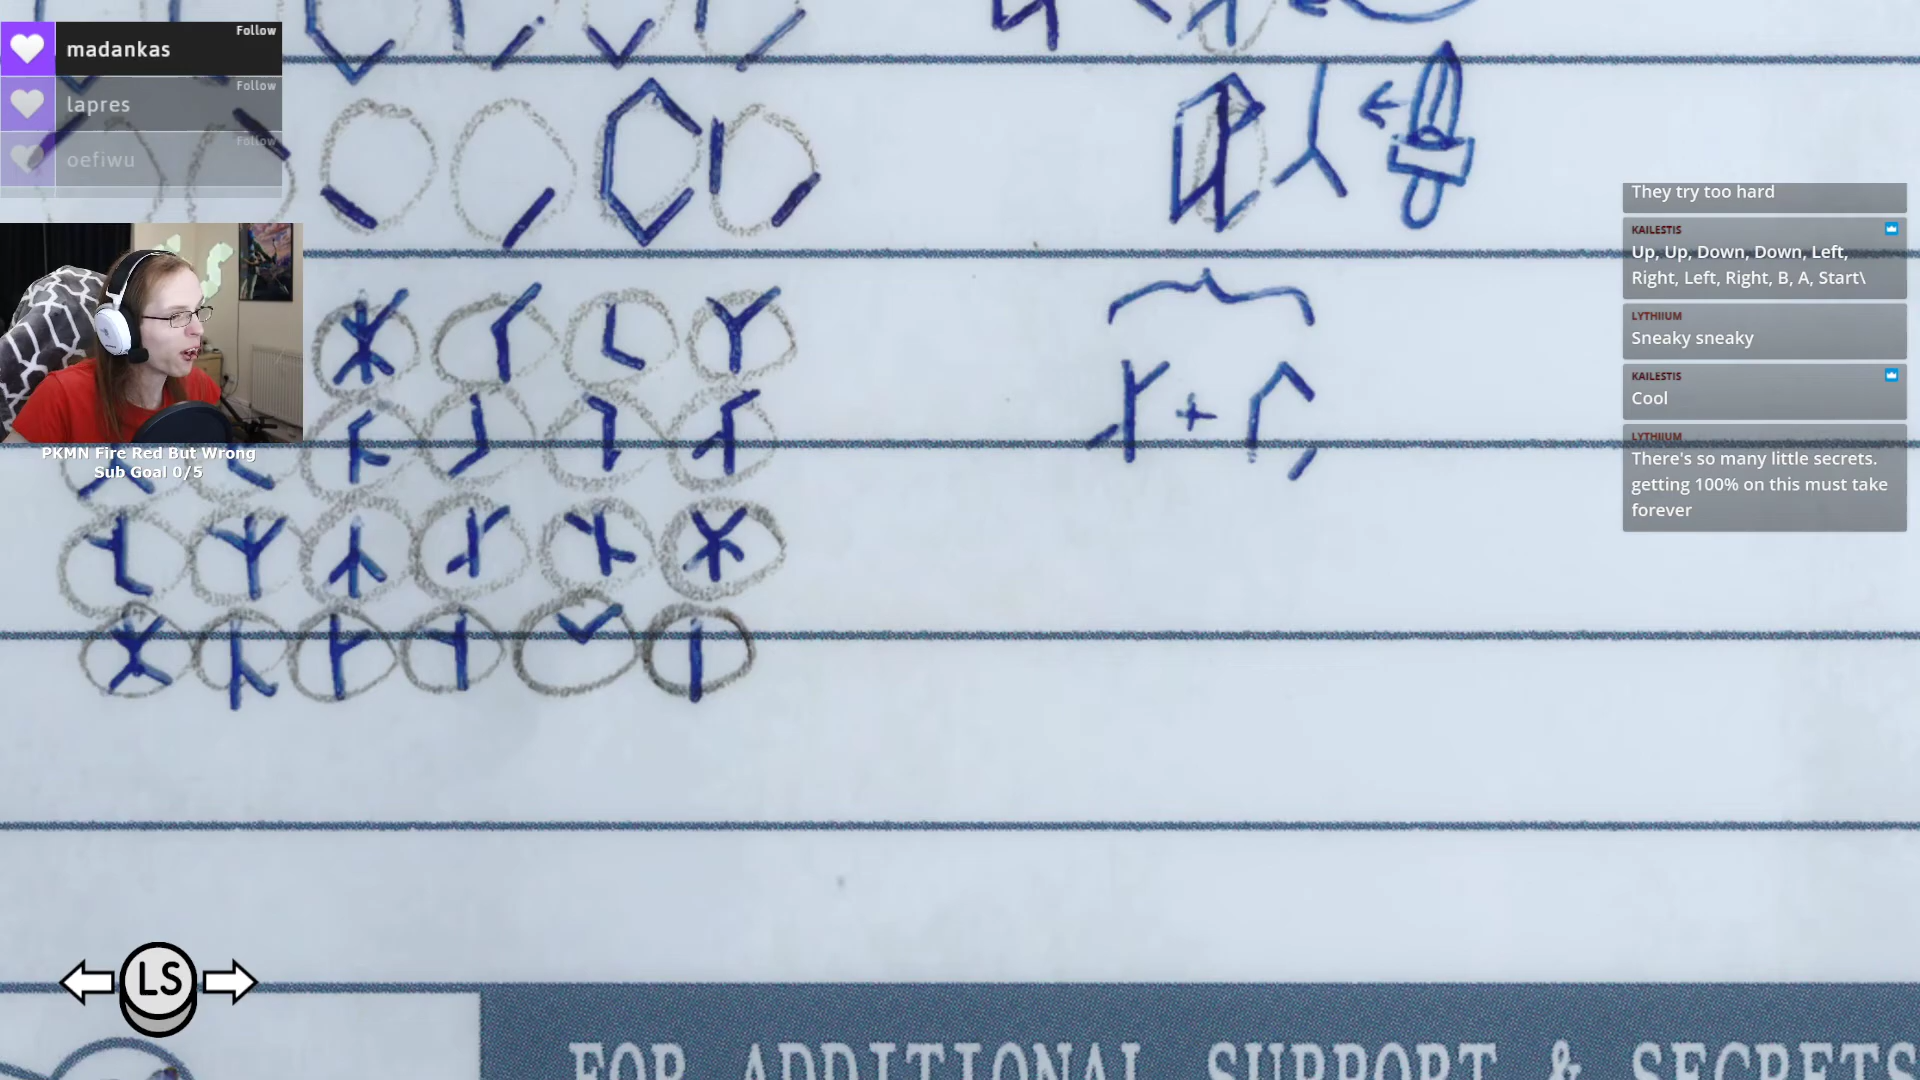 madankas
Follow
lapres
Follow
oefiwu
Follow
PKMN Fire Red But Wrong
Sub Goal 0/5
They try too hard
KAILESTIS
Up, Up, Down, Down, Left,
Right, Left, Right, B, A, Start\
LYTHIIUM
Sneaky sneaky
KAILESTIS
Cool
LYTHIIUM
There's so many little secrets.
getting 100% on this must take
forever
+
LS
FOR ADDITIONAL SUPPORT & SECRETS